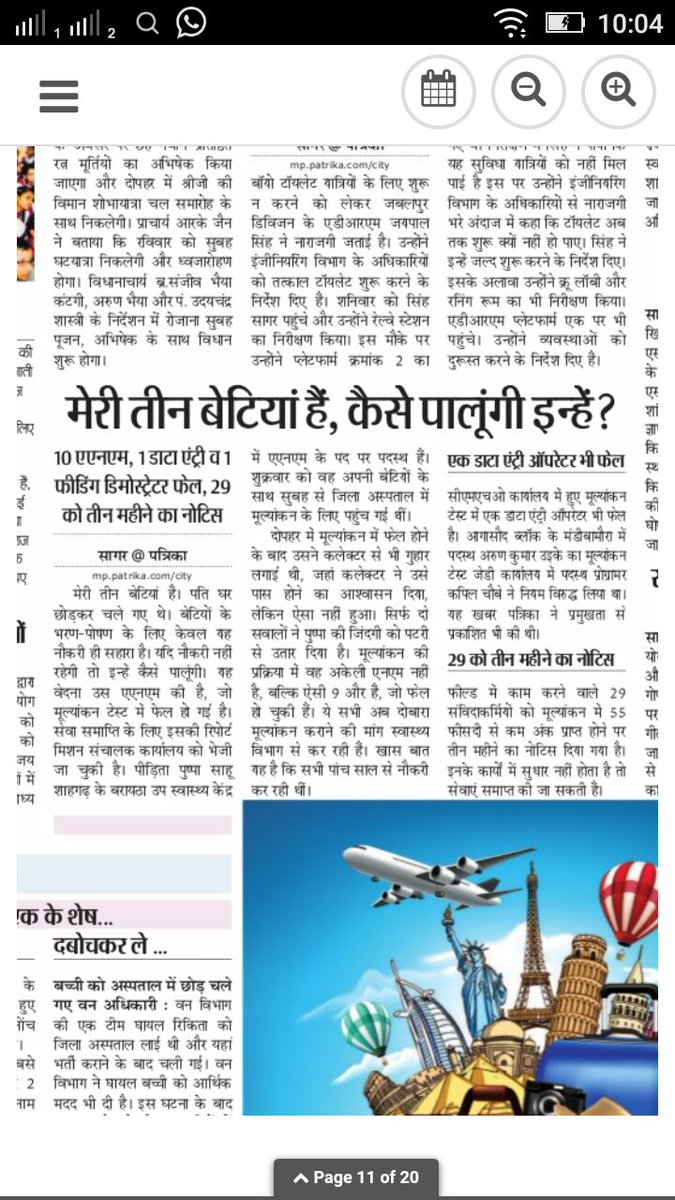 1 2 10:04
रत्न मूर्तियों का अभिषेक किया
जाएगा और दोपहर में श्रीजी की
विमान शोभायात्रा चल समारोह के
साथ निकलेगी। प्राचार्य आरके जैन
ने बताया कि रविवार को सुबह
घटयात्रा निकलेगी और ध्वजारोहण
होगा। विधानाचार्य ब्र.संजीव भैया
कटंगी, अरुण भैया और पं. उदयचंद्र
शास्त्री के निर्देशन में रोजाना सुबह
पूजन, अभिषेक के साथ विधान
शुरू होगा।
सागर @ पत्रिका
mp.patrika.com/city
बॉयो टॉयलेट यात्रियों के लिए शुरू
न करने को लेकर जबलपुर
डिविजन के एडीआरएम जयपाल
सिंह ने नाराजगी जताई है। उन्होंने
इंजीनियरिंग विभाग के अधिकारियों
को तत्काल टॉयलेट शुरू करने के
निर्देश दिए है। शनिवार को सिंह
सागर पहुंचे और उन्होंने रेल्वे स्टेशन
का निरीक्षण किया। इस मौके पर
उन्होंने प्लेटफार्म क्रमांक 2 का
यह सुविधा यात्रियों को नहीं मिल
पाई है इस पर उन्होंने इंजीनियरिंग
विभाग के अधिकारियों से नाराजगी
भरे अंदाज में कहा कि टॉयलेट अब
तक शुरू क्यों नहीं हो पाए। सिंह ने
इन्हे जल्द शुरू करने के निर्देश दिए।
इसके अलावा उन्होंने क्रू लॉबी और
रनिंग रूम का भी निरीक्षण किया।
एडीआरएम प्लेटफार्म एक पर भी
पहुंचे। उन्होंने व्यवस्थाओं को
दुरूस्त करने के निर्देश दिए है।
मेरी तीन बेटियां हैं, कैसे पालूंगी इन्हें?
10 एएनएम, 1 डाटा एंट्री व 1
फीडिंग डिमोस्ट्रेटर फेल, 29
को तीन महीने का नोटिस
सागर @ पत्रिका
mp.patrika.com/city
मेरी तीन बेटियां है। पति घर
छोड़कर चले गए थे। बेटियों के
भरण-पोषण के लिए केवल यह
नौकरी ही सहारा है। यदि नौकरी नहीं
रहेगी तो इन्हे कैसे पालूंगी। यह
वेदना उस एएनएम की है, जो
मूल्यांकन टेस्ट में फेल हो गई है।
सेवा समाप्ति के लिए इसकी रिपोर्ट
मिशन संचालक कार्यालय को भेजी
जा चुकी है। पीड़िता पुष्पा साहू
शाहगढ़ के बरायठा उप स्वास्थ्य केंद्र
में एएनएम के पद पर पदस्थ हैं।
शुक्रवार को वह अपनी बेटियों के
साथ सुबह से जिला अस्पताल में
मूल्यांकन के लिए पहुंच गई थीं।
दोपहर में मूल्यांकन में फेल होने
के बाद उसने कलेक्टर से भी गुहार
लगाई थी, जहां कलेक्टर ने उसे
पास होने का आश्वासन दिया,
लेकिन ऐसा नहीं हुआ। सिर्फ दो
सवालों ने पुष्पा की जिंदगी को पटरी
से उतार दिया है। मूल्यांकन की
प्रक्रिया में वह अकेली एनएम नहीं
है, बल्कि ऐसी 9 और हैं, जो फेल
हो चुकी हैं। ये सभी अब दोबारा
मूल्यांकन कराने की मांग स्वास्थ्य
विभाग से कर रही है। खास बात
यह है कि सभी पांच साल से नौकरी
कर रही थीं।
एक डाटा एंट्री ऑपरेटर भी फेल
सीएमएचओ कार्यालय में हुए मूल्यांकन
टेस्ट में एक डाटा एंट्री ऑपरेटर भी फेल
है। आगासौद ब्लॉक के मंडीबामौरा में
पदस्थ अरुण कुमार उइके का मूल्यांकन
टेस्ट जेडी कार्यालय में पदस्थ प्रोग्रामर
कपिल चौबे ने नियम विरुद्ध लिया था।
यह खबर पत्रिका ने प्रमुखता से
प्रकाशित भी की थी।
29 को तीन महीने का नोटिस
फील्ड में काम करने वाले 29
संविदाकर्मियों को मूल्यांकन में 55
फीसदी से कम अंक प्राप्त होने पर
तीन महीने का नोटिस दिया गया है।
इनके कार्यों में सुधार नहीं होता है तो
सेवाएं समाप्त की जा सकती है।
के शेष...
दबोचकर ले ...
बच्ची को अस्पताल में छोड़ चले
गए वन अधिकारी : वन विभाग
की एक टीम घायल रिकिता को
जिला अस्पताल लाई थी और यहां
भर्ती कराने के बाद चली गई। वन
विभाग ने घायल बच्ची को आर्थिक
मदद भी दी है। इस घटना के बाद
Page 11 of 20